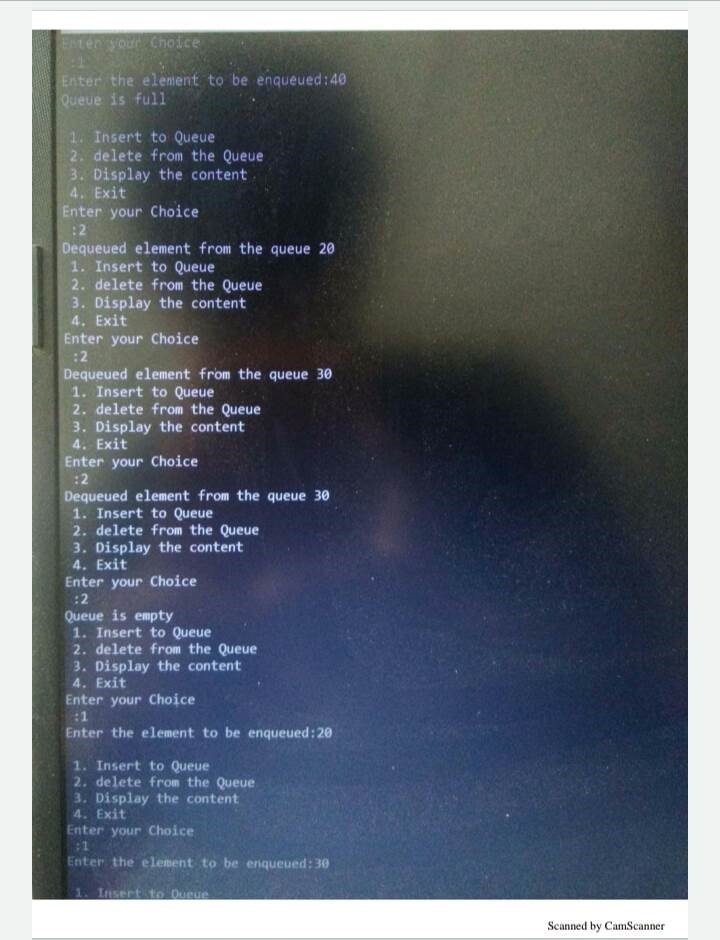 Enter your Choice
:1
Enter the element to be enqueued:40
Queue is full
1. Insert to Queue
2. delete from the Queue
3. Display the content
4. Exit
Enter your Choice
:2
Dequeued element from the queue 20
1. Insert to Queue
2. delete from the Queue
3. Display the content
4. Exit
Enter your Choice
:2
Dequeued element from the queue 30
1. Insert to Queue
2. delete from the Queue
3. Display the content
4. Exit
Enter your Choice
:2
Dequeued element from the queue 30
1. Insert to Queue
2. delete from the Queue
3. Display the content
4. Exit
Enter your Choice
:2
Queue is empty
1. Insert to Queue
2. delete from the Queue
3. Display the content
4. Exit
Enter your Choice
:1
Enter the element to be enqueued:20
1. Insert to Queue
2. delete from the Queue
3. Display the content
4. Exit
Enter your Choice
:1
Enter the element to be enqueued:30
1. Insert to Queue
Scanned by CamScanner